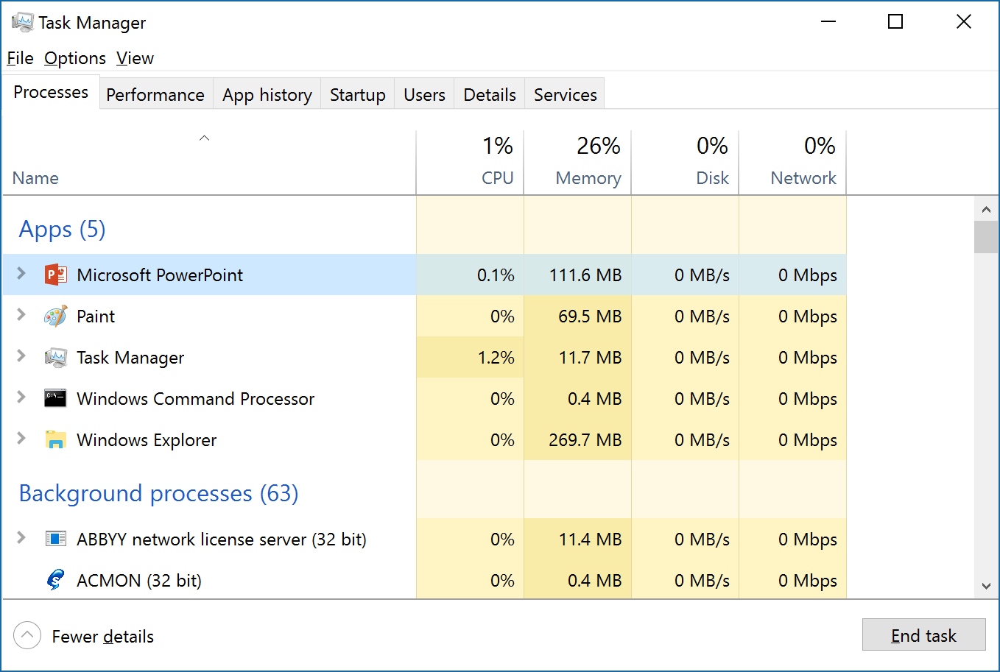 Task Manager
File Options View
Processes Performance App history Startup Users Details Services
1% 26% 0% 0%
Name CPU Memory Disk Network
Apps (5)
Microsoft PowerPoint 0.1% 111.6 MB 0 MB/s 0 Mbps
Paint 0% 69.5 MB 0 MB/s 0 Mbps
Task Manager 1.2% 11.7 MB 0 MB/s 0 Mbps
Windows Command Processor 0% 0.4 MB 0 MB/s 0 Mbps
Windows Explorer 0% 269.7 MB 0 MB/s 0 Mbps
Background processes (63)
ABBYY network license server (32 bit) 0% 11.4 MB 0 MB/s 0 Mbps
ACMON (32 bit) 0% 0.4 MB 0 MB/s 0 Mbps
Fewer details End task